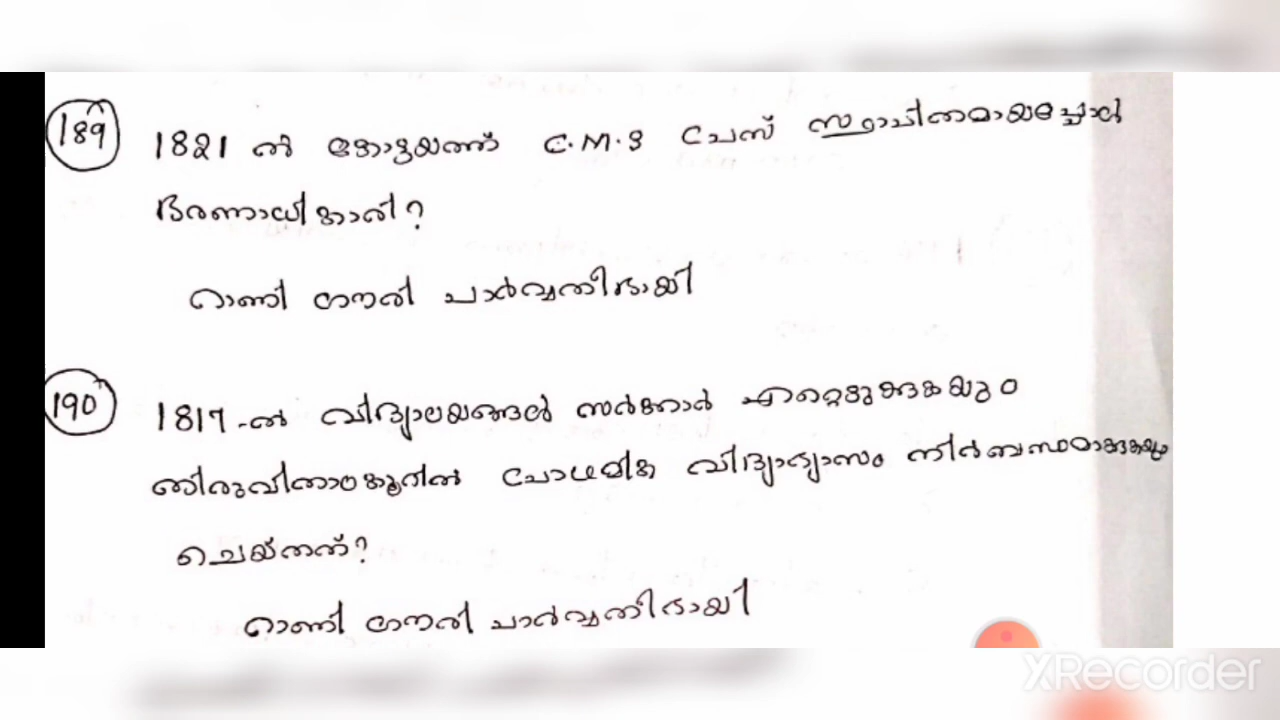 189
1821 ൽ കോട്ടയത്ത് C.M.S പ്രസ് സ്ഥാപിതമായപ്പോൾ
ഭരണാധികാരി?
റാണി ഗൗരി പാർവ്വതീഭായി
190
1817-ൽ വിദ്യാലയങ്ങൾ സർക്കാർ ഏറ്റെടുക്കുകയും
തിരുവിതാംകൂറിൽ പ്രാഥമിക വിദ്യാഭ്യാസം നിർബന്ധമാക്കുകയും
ചെയ്തത്?
റാണി ഗൗരി പാർവ്വതീഭായി
XRecorder